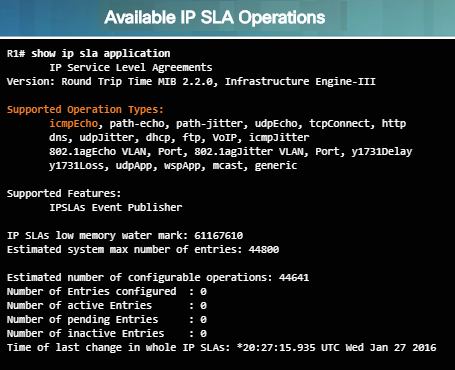 Available IP SLA Operations
R1# show ip sla application
IP Service Level Agreements
Version: Round Trip Time MIB 2.2.0, Infrastructure Engine-III
Supported Operation Types:
icmpEcho, path-echo, path-jitter, udpEcho, tcpConnect, http
dns, udpJitter, dhcp, ftp, VoIP, icmpJitter
802.1agEcho VLAN, Port, 802.1agJitter VLAN, Port, y1731Delay
y1731Loss, udpApp, wspApp, mcast, generic
Supported Features:
IPSLAs Event Publisher
IP SLAs low memory water mark: 61167610
Estimated system max number of entries: 44800
Estimated number of configurable operations: 44641
Number of Entries configured : 0
Number of active Entries : 0
Number of pending Entries : 0
Number of inactive Entries : 0
Time of last change in whole IP SLAs: *20:27:15.935 UTC Wed Jan 27 2016